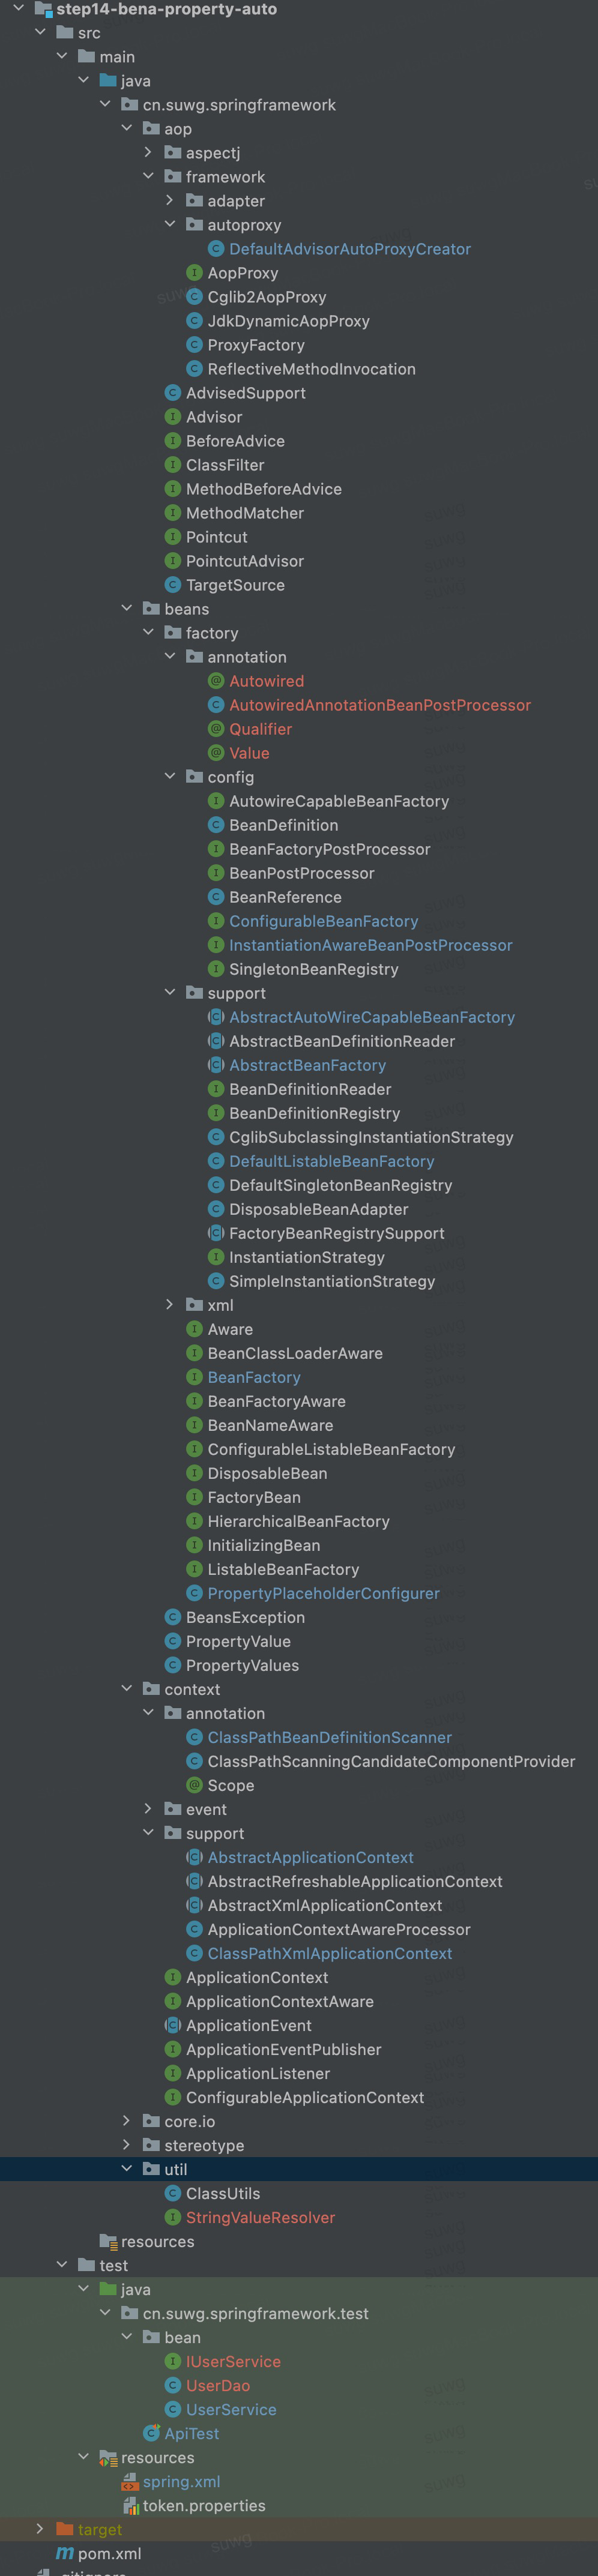 step14-bena-property-auto
src
main
java
cn.suwg.springframework
aop
aspectj
framework
adapter
autoproxy
DefaultAdvisorAutoProxyCreator
AopProxy
Cglib2AopProxy
JdkDynamicAopProxy
ProxyFactory
ReflectiveMethodInvocation
AdvisedSupport
Advisor
BeforeAdvice
ClassFilter
MethodBeforeAdvice
MethodMatcher
Pointcut
PointcutAdvisor
TargetSource
beans
factory
annotation
Autowired
AutowiredAnnotationBeanPostProcessor
Qualifier
Value
config
AutowireCapableBeanFactory
BeanDefinition
BeanFactoryPostProcessor
BeanPostProcessor
BeanReference
ConfigurableBeanFactory
InstantiationAwareBeanPostProcessor
SingletonBeanRegistry
support
AbstractAutoWireCapableBeanFactory
AbstractBeanDefinitionReader
AbstractBeanFactory
BeanDefinitionReader
BeanDefinitionRegistry
CglibSubclassingInstantiationStrategy
DefaultListableBeanFactory
DefaultSingletonBeanRegistry
DisposableBeanAdapter
FactoryBeanRegistrySupport
InstantiationStrategy
SimpleInstantiationStrategy
xml
Aware
BeanClassLoaderAware
BeanFactory
BeanFactoryAware
BeanNameAware
ConfigurableListableBeanFactory
DisposableBean
FactoryBean
HierarchicalBeanFactory
InitializingBean
ListableBeanFactory
PropertyPlaceholderConfigurer
BeansException
PropertyValue
PropertyValues
context
annotation
ClassPathBeanDefinitionScanner
ClassPathScanningCandidateComponentProvider
Scope
event
support
AbstractApplicationContext
AbstractRefreshableApplicationContext
AbstractXmlApplicationContext
ApplicationContextAwareProcessor
ClassPathXmlApplicationContext
ApplicationContext
ApplicationContextAware
ApplicationEvent
ApplicationEventPublisher
ApplicationListener
ConfigurableApplicationContext
core.io
stereotype
util
ClassUtils
StringValueResolver
resources
test
java
cn.suwg.springframework.test
bean
IUserService
UserDao
UserService
ApiTest
resources
spring.xml
token.properties
target
pom.xml